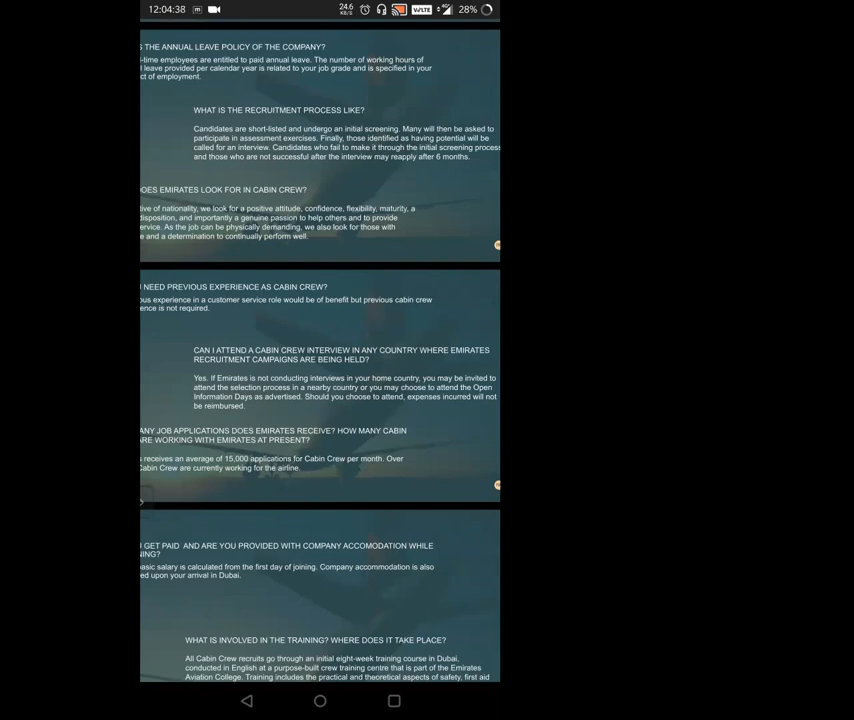 12:04:38
24.6
KB/S
VoLTE
4G
28%
S THE ANNUAL LEAVE POLICY OF THE COMPANY?
-time employees are entitled to paid annual leave. The number of working hours of
l leave provided per calendar year is related to your job grade and is specified in your
ct of employment.
WHAT IS THE RECRUITMENT PROCESS LIKE?
Candidates are short-listed and undergo an initial screening. Many will then be asked to
participate in assessment exercises. Finally, those identified as having potential will be
called for an interview. Candidates who fail to make it through the initial screening process
and those who are not successful after the interview may reapply after 6 months.
OES EMIRATES LOOK FOR IN CABIN CREW?
tive of nationality, we look for a positive attitude, confidence, flexibility, maturity, a
disposition, and importantly a genuine passion to help others and to provide
ervice. As the job can be physically demanding, we also look for those with
e and a determination to continually perform well.
NEED PREVIOUS EXPERIENCE AS CABIN CREW?
ous experience in a customer service role would be of benefit but previous cabin crew
ence is not required.
CAN I ATTEND A CABIN CREW INTERVIEW IN ANY COUNTRY WHERE EMIRATES
RECRUITMENT CAMPAIGNS ARE BEING HELD?
Yes. If Emirates is not conducting interviews in your home country, you may be invited to
attend the selection process in a nearby country or you may choose to attend the Open
Information Days as advertised. Should you choose to attend, expenses incurred will not
be reimbursed.
ANY JOB APPLICATIONS DOES EMIRATES RECEIVE? HOW MANY CABIN
ARE WORKING WITH EMIRATES AT PRESENT?
s receives an average of 15,000 applications for Cabin Crew per month. Over
Cabin Crew are currently working for the airline.
GET PAID AND ARE YOU PROVIDED WITH COMPANY ACCOMODATION WHILE
NING?
basic salary is calculated from the first day of joining. Company accommodation is also
ed upon your arrival in Dubai.
WHAT IS INVOLVED IN THE TRAINING? WHERE DOES IT TAKE PLACE?
All Cabin Crew recruits go through an initial eight-week training course in Dubai,
conducted in English at a purpose-built crew training centre that is part of the Emirates
Aviation College. Training includes the practical and theoretical aspects of safety, first aid